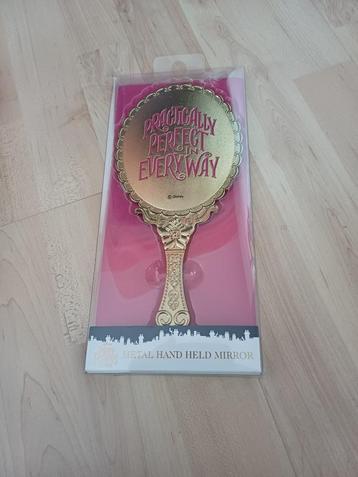 PRACTICALLY
PERFECT
IN
EVERY WAY
© Disney
METAL HAND HELD MIRROR